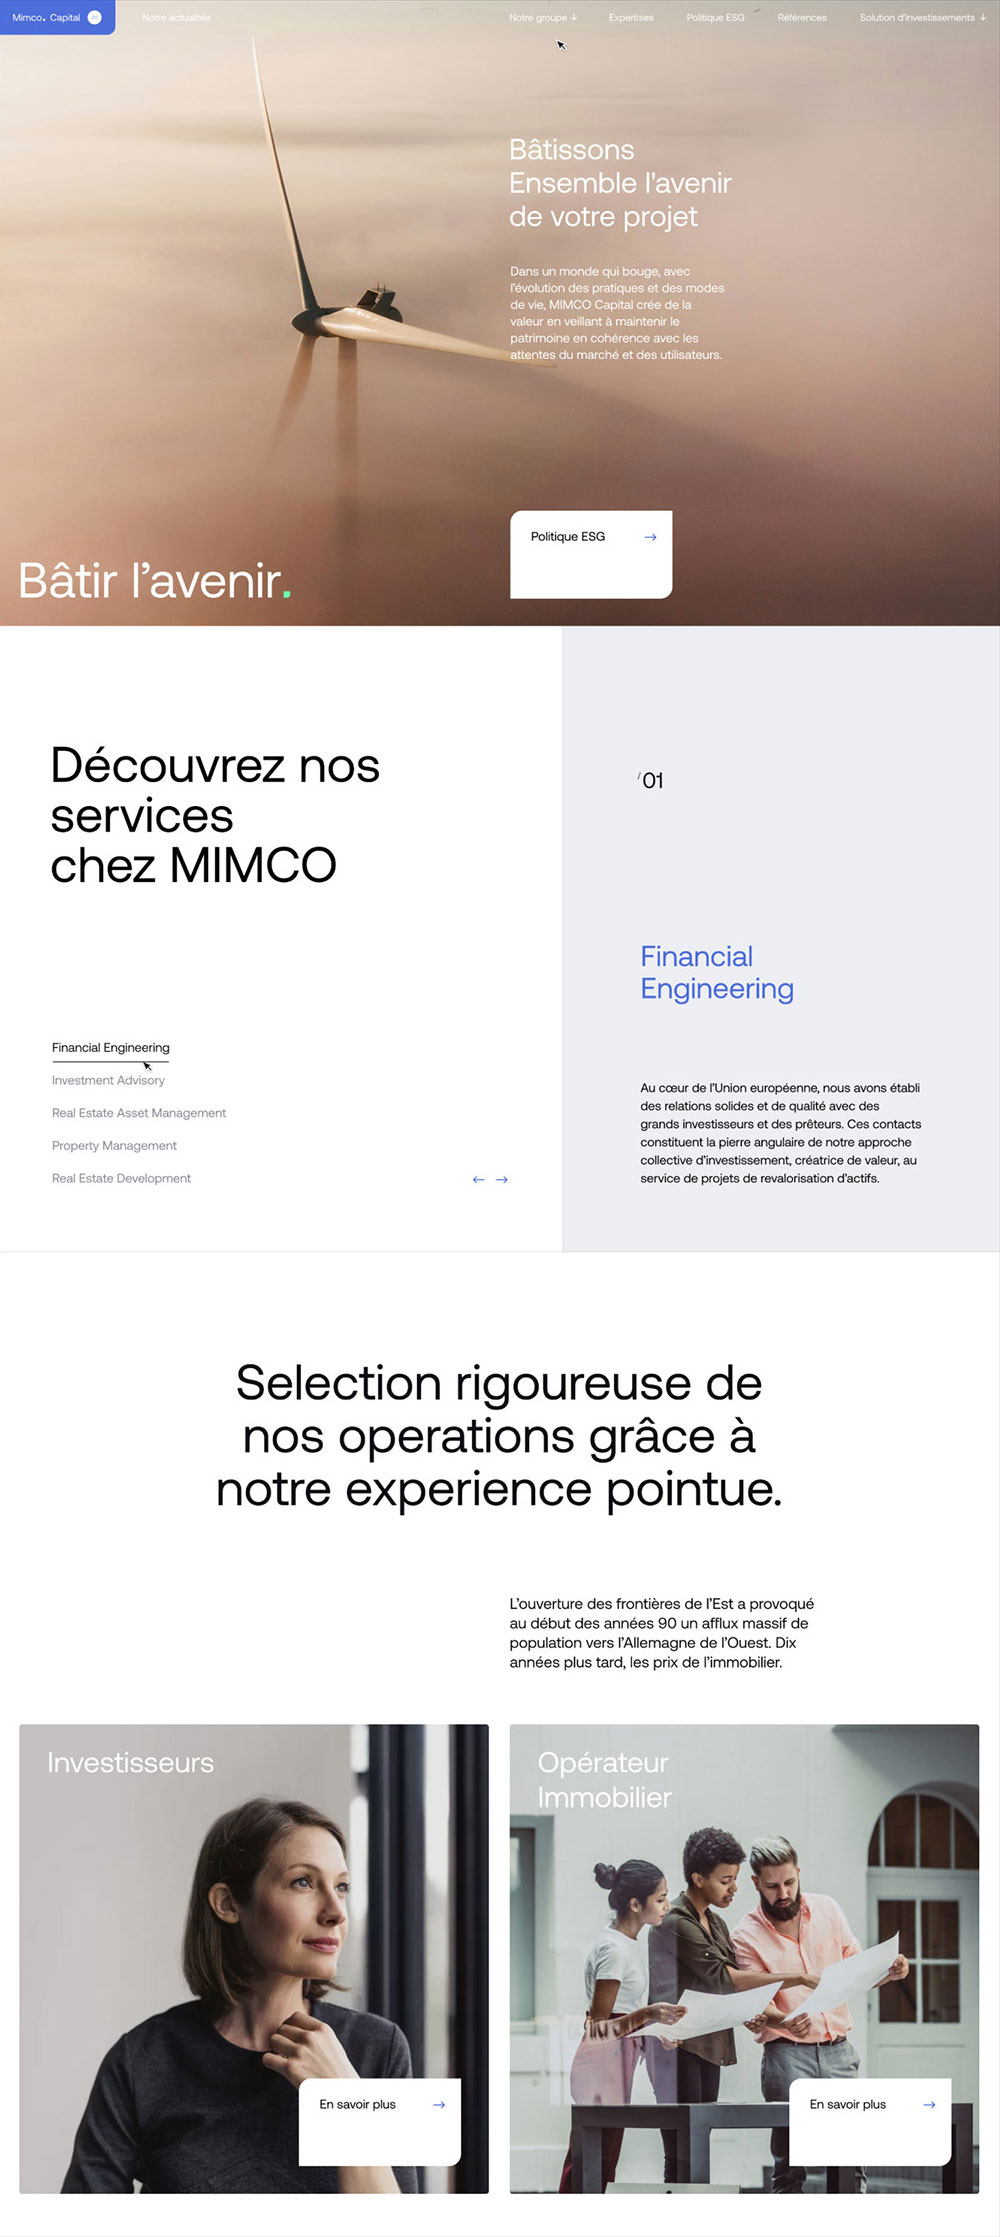 Mimco. Capital
Notre actualités
Notre groupe ↓
Expertises
Politique ESG
Références
Solution d'investissements ↓
Bâtissons
Ensemble l'avenir
de votre projet
Dans un monde qui bouge, avec
l'évolution des pratiques et des modes
de vie, MIMCO Capital crée de la
valeur en veillant à maintenir le
patrimoine en cohérence avec les
attentes du marché et des utilisateurs.
Politique ESG →
Bâtir l’avenir.
Découvrez nos
services
chez MIMCO
/01
Financial
Engineering
Financial Engineering
Investment Advisory
Real Estate Asset Management
Property Management
Real Estate Development
← →
Au cœur de l’Union européenne, nous avons établi
des relations solides et de qualité avec des
grands investisseurs et des prêteurs. Ces contacts
constituent la pierre angulaire de notre approche
collective d’investissement, créatrice de valeur, au
service de projets de revalorisation d’actifs.
Selection rigoureuse de
nos operations grâce à
notre experience pointue.
L’ouverture des frontières de l’Est a provoqué
au début des années 90 un afflux massif de
population vers l’Allemagne de l’Ouest. Dix
années plus tard, les prix de l’immobilier.
Investisseurs
En savoir plus →
Opérateur
Immobilier
En savoir plus →